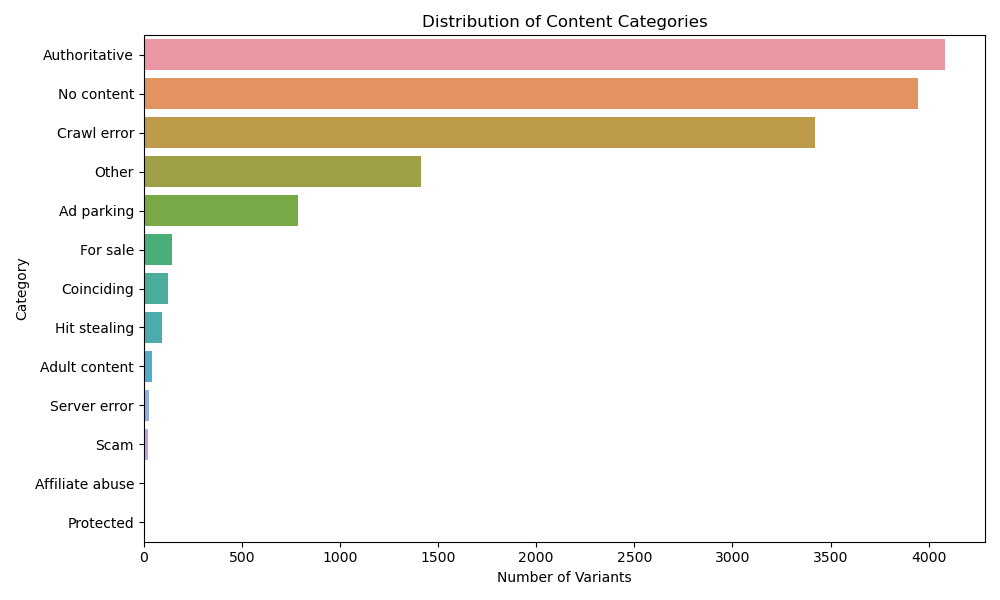 Distribution of Content Categories
Category
Authoritative
No content
Crawl error
Other
Ad parking
For sale
Coinciding
Hit stealing
Adult content
Server error
Scam
Affiliate abuse
Protected
0 500 1000 1500 2000 2500 3000 3500 4000
Number of Variants